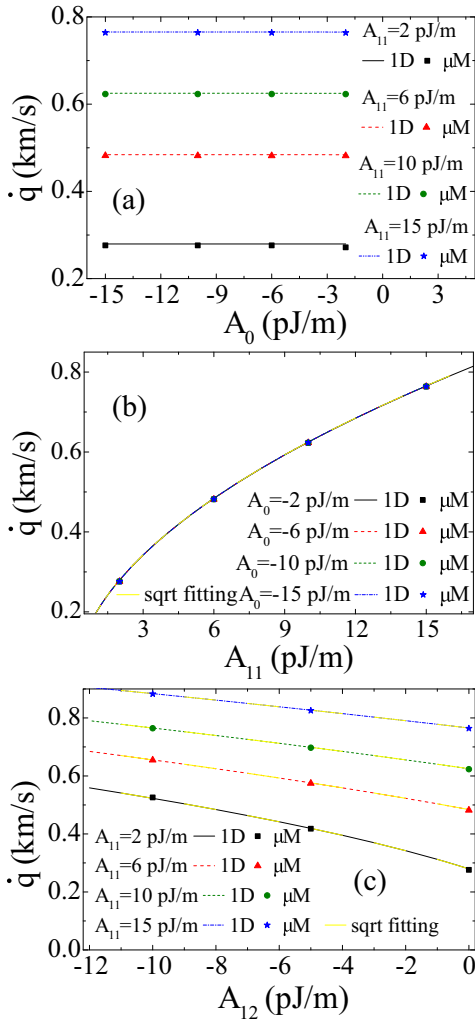 (a)
A₁₁=2 pJ/m
1D μM
A₁₁=6 pJ/m
1D μM
A₁₁=10 pJ/m
1D μM
A₁₁=15 pJ/m
1D μM
q̇ (km/s)
0.8
0.6
0.4
0.2
-15 -12 -9 -6 -3 0 3
A₀ (pJ/m)
(b)
q̇ (km/s)
0.8
0.6
0.4
0.2
A₀=-2 pJ/m 1D μM
A₀=-6 pJ/m 1D μM
A₀=-10 pJ/m 1D μM
sqrt fitting A₀=-15 pJ/m 1D μM
3 6 9 12 15
A₁₁ (pJ/m)
q̇ (km/s)
0.8
0.6
0.4
0.2
0.0
A₁₁=2 pJ/m 1D μM
A₁₁=6 pJ/m 1D μM
(c)
A₁₁=10 pJ/m 1D μM
A₁₁=15 pJ/m 1D μM sqrt fitting
-12 -10 -8 -6 -4 -2 0
A₁₂ (pJ/m)